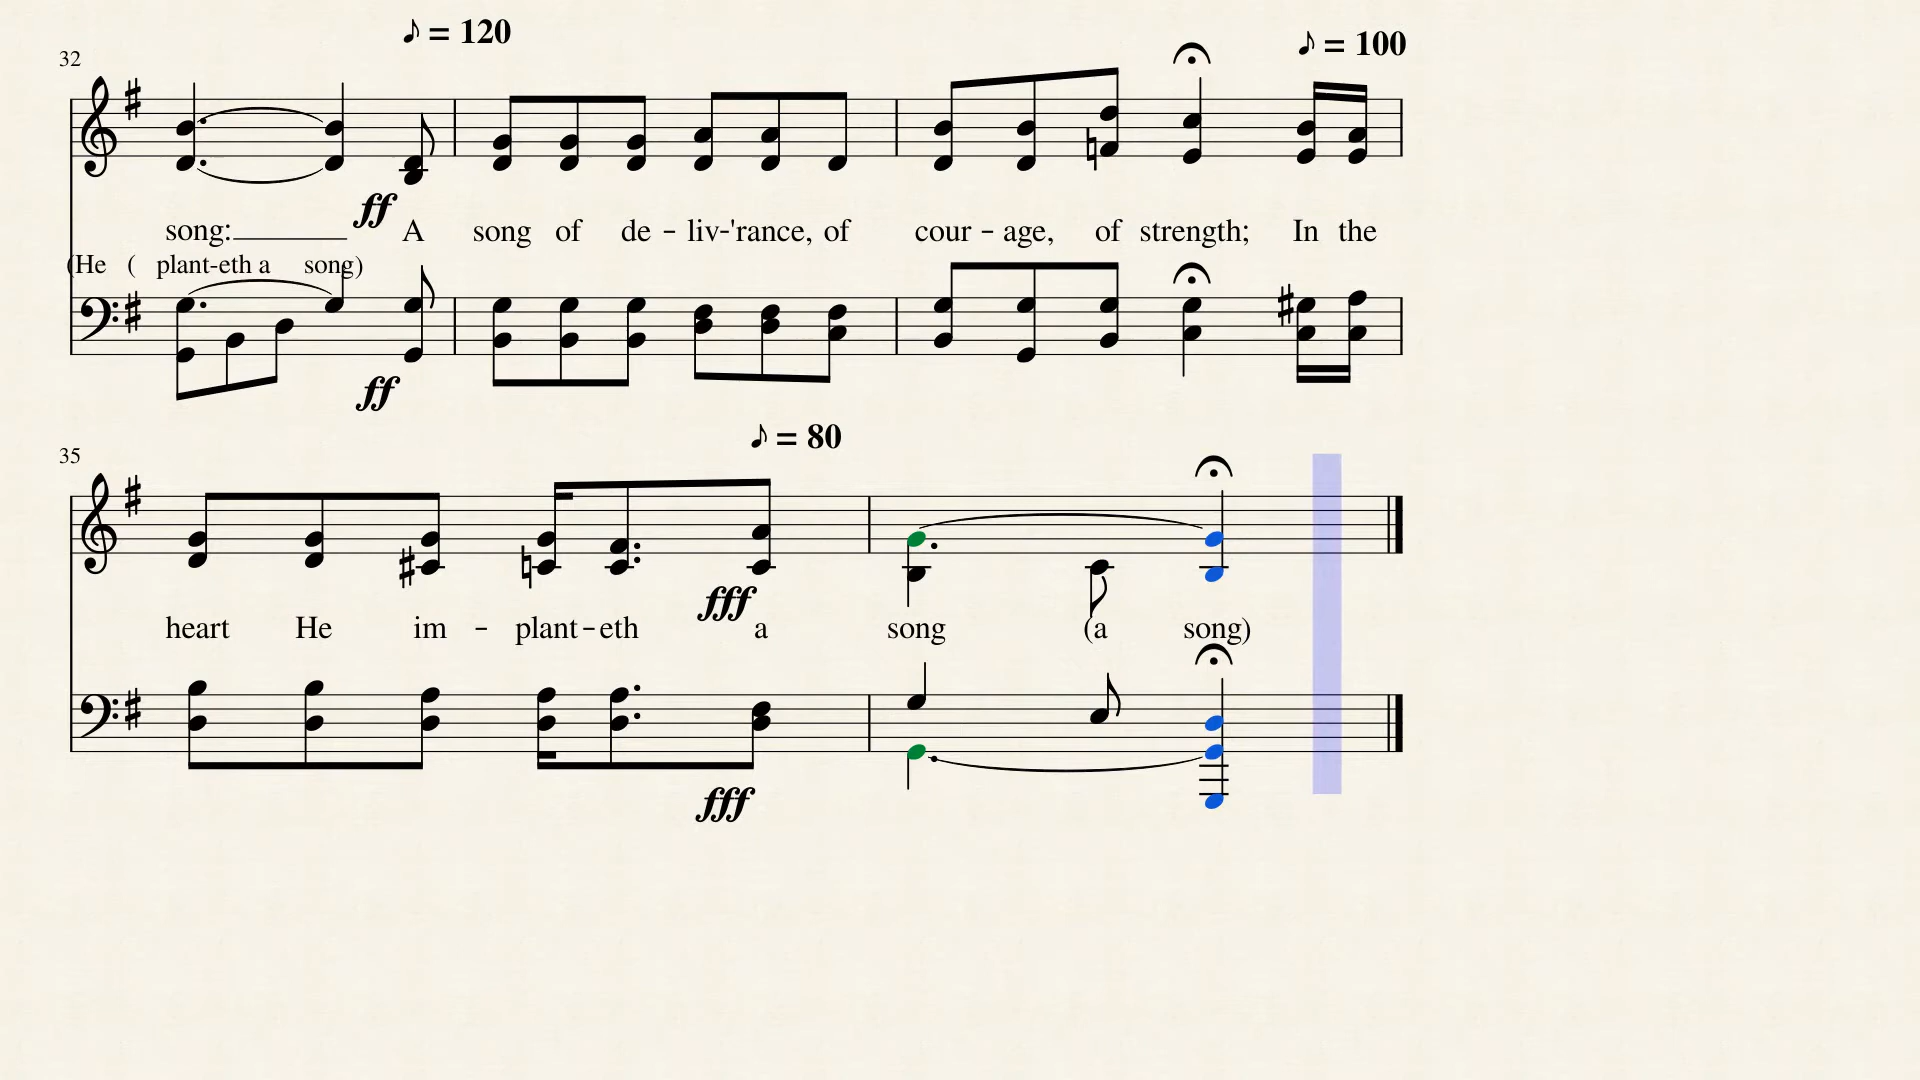 ♪ = 120
♪ = 100
32
ff
song: A song of de - liv-'rance, of cour - age, of strength; In the
(He ( plant-eth a song)
ff
♪ = 80
35
fff
heart He im - plant - eth a song (a song)
fff